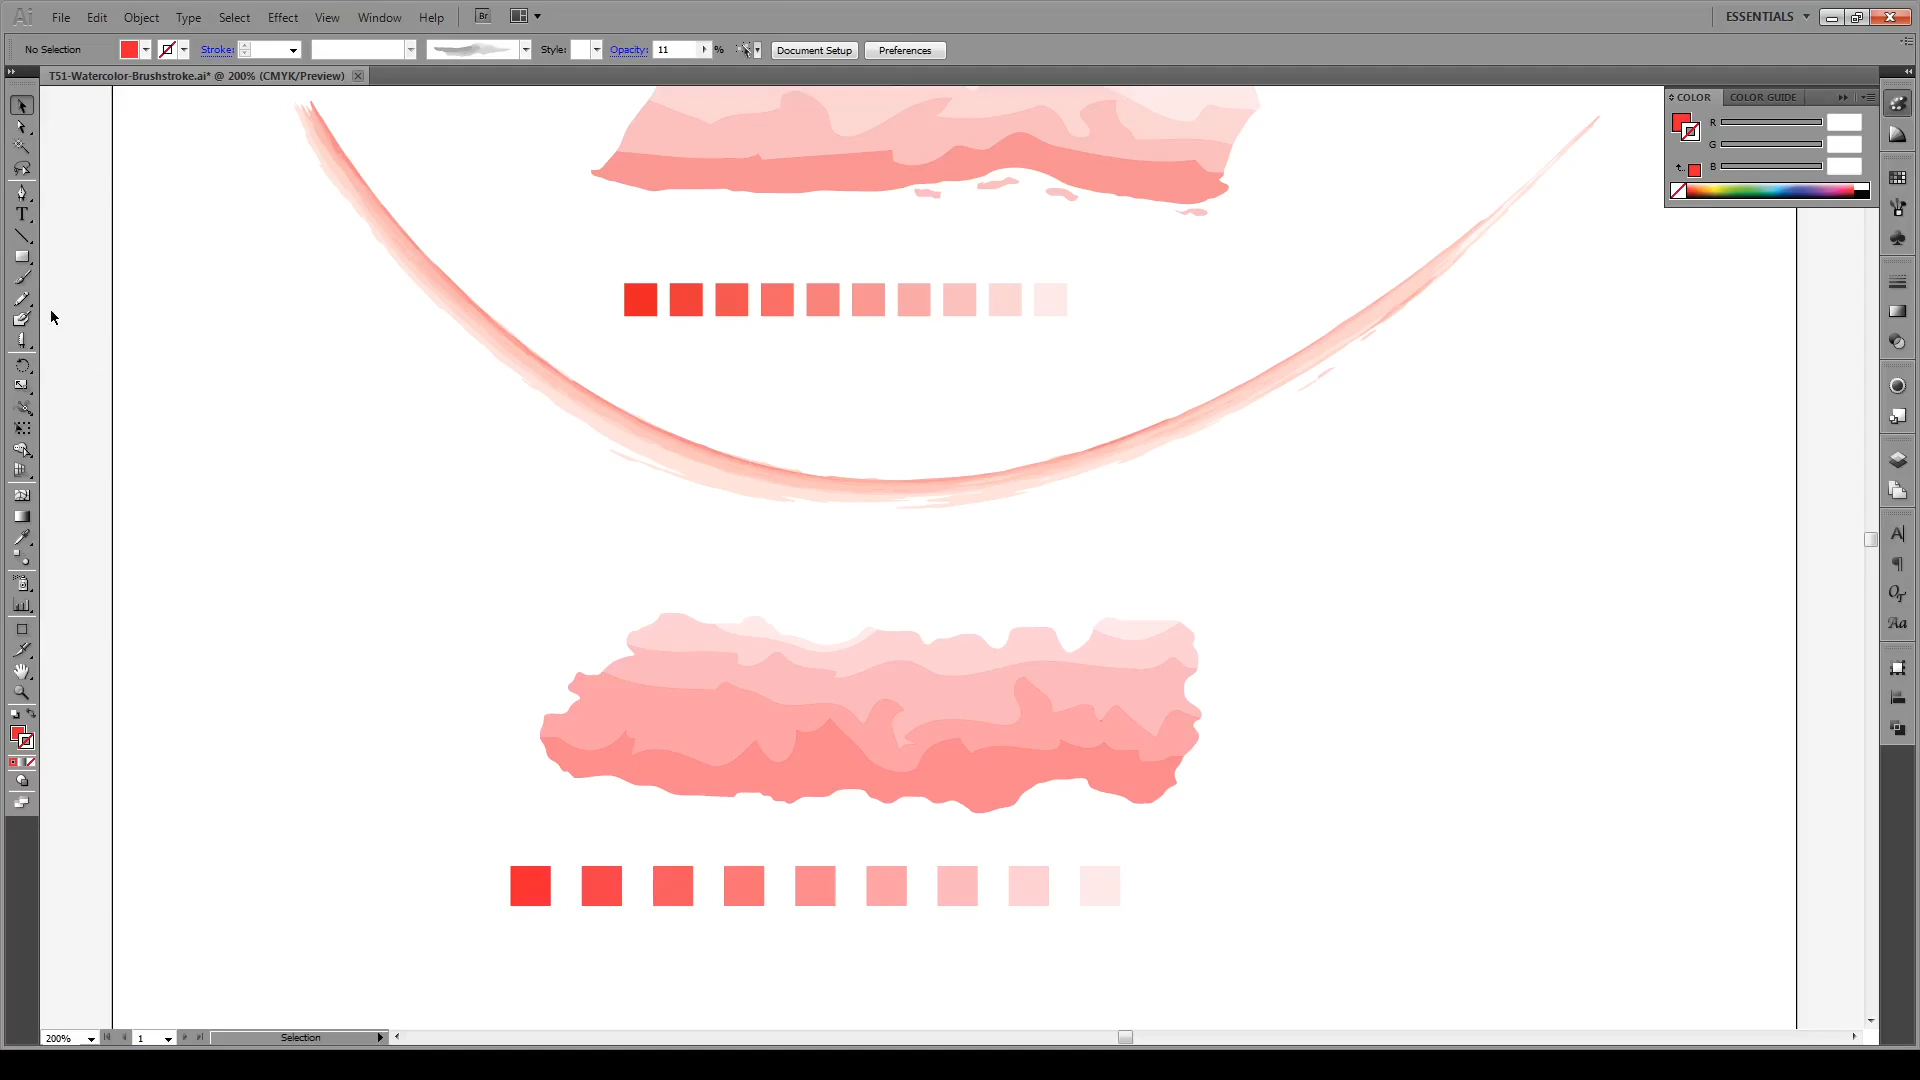 Ai File Edit Object Type Select Effect View Window Help Br ESSENTIALS
No Selection Stroke: Style: Opacity: 11 % Document Setup Preferences
T51-Watercolor-Brushstroke.ai* @ 200% (CMYK/Preview)
COLOR COLOR GUIDE
R
G
B
T
A
¶
O
Aa
200% 1 Selection